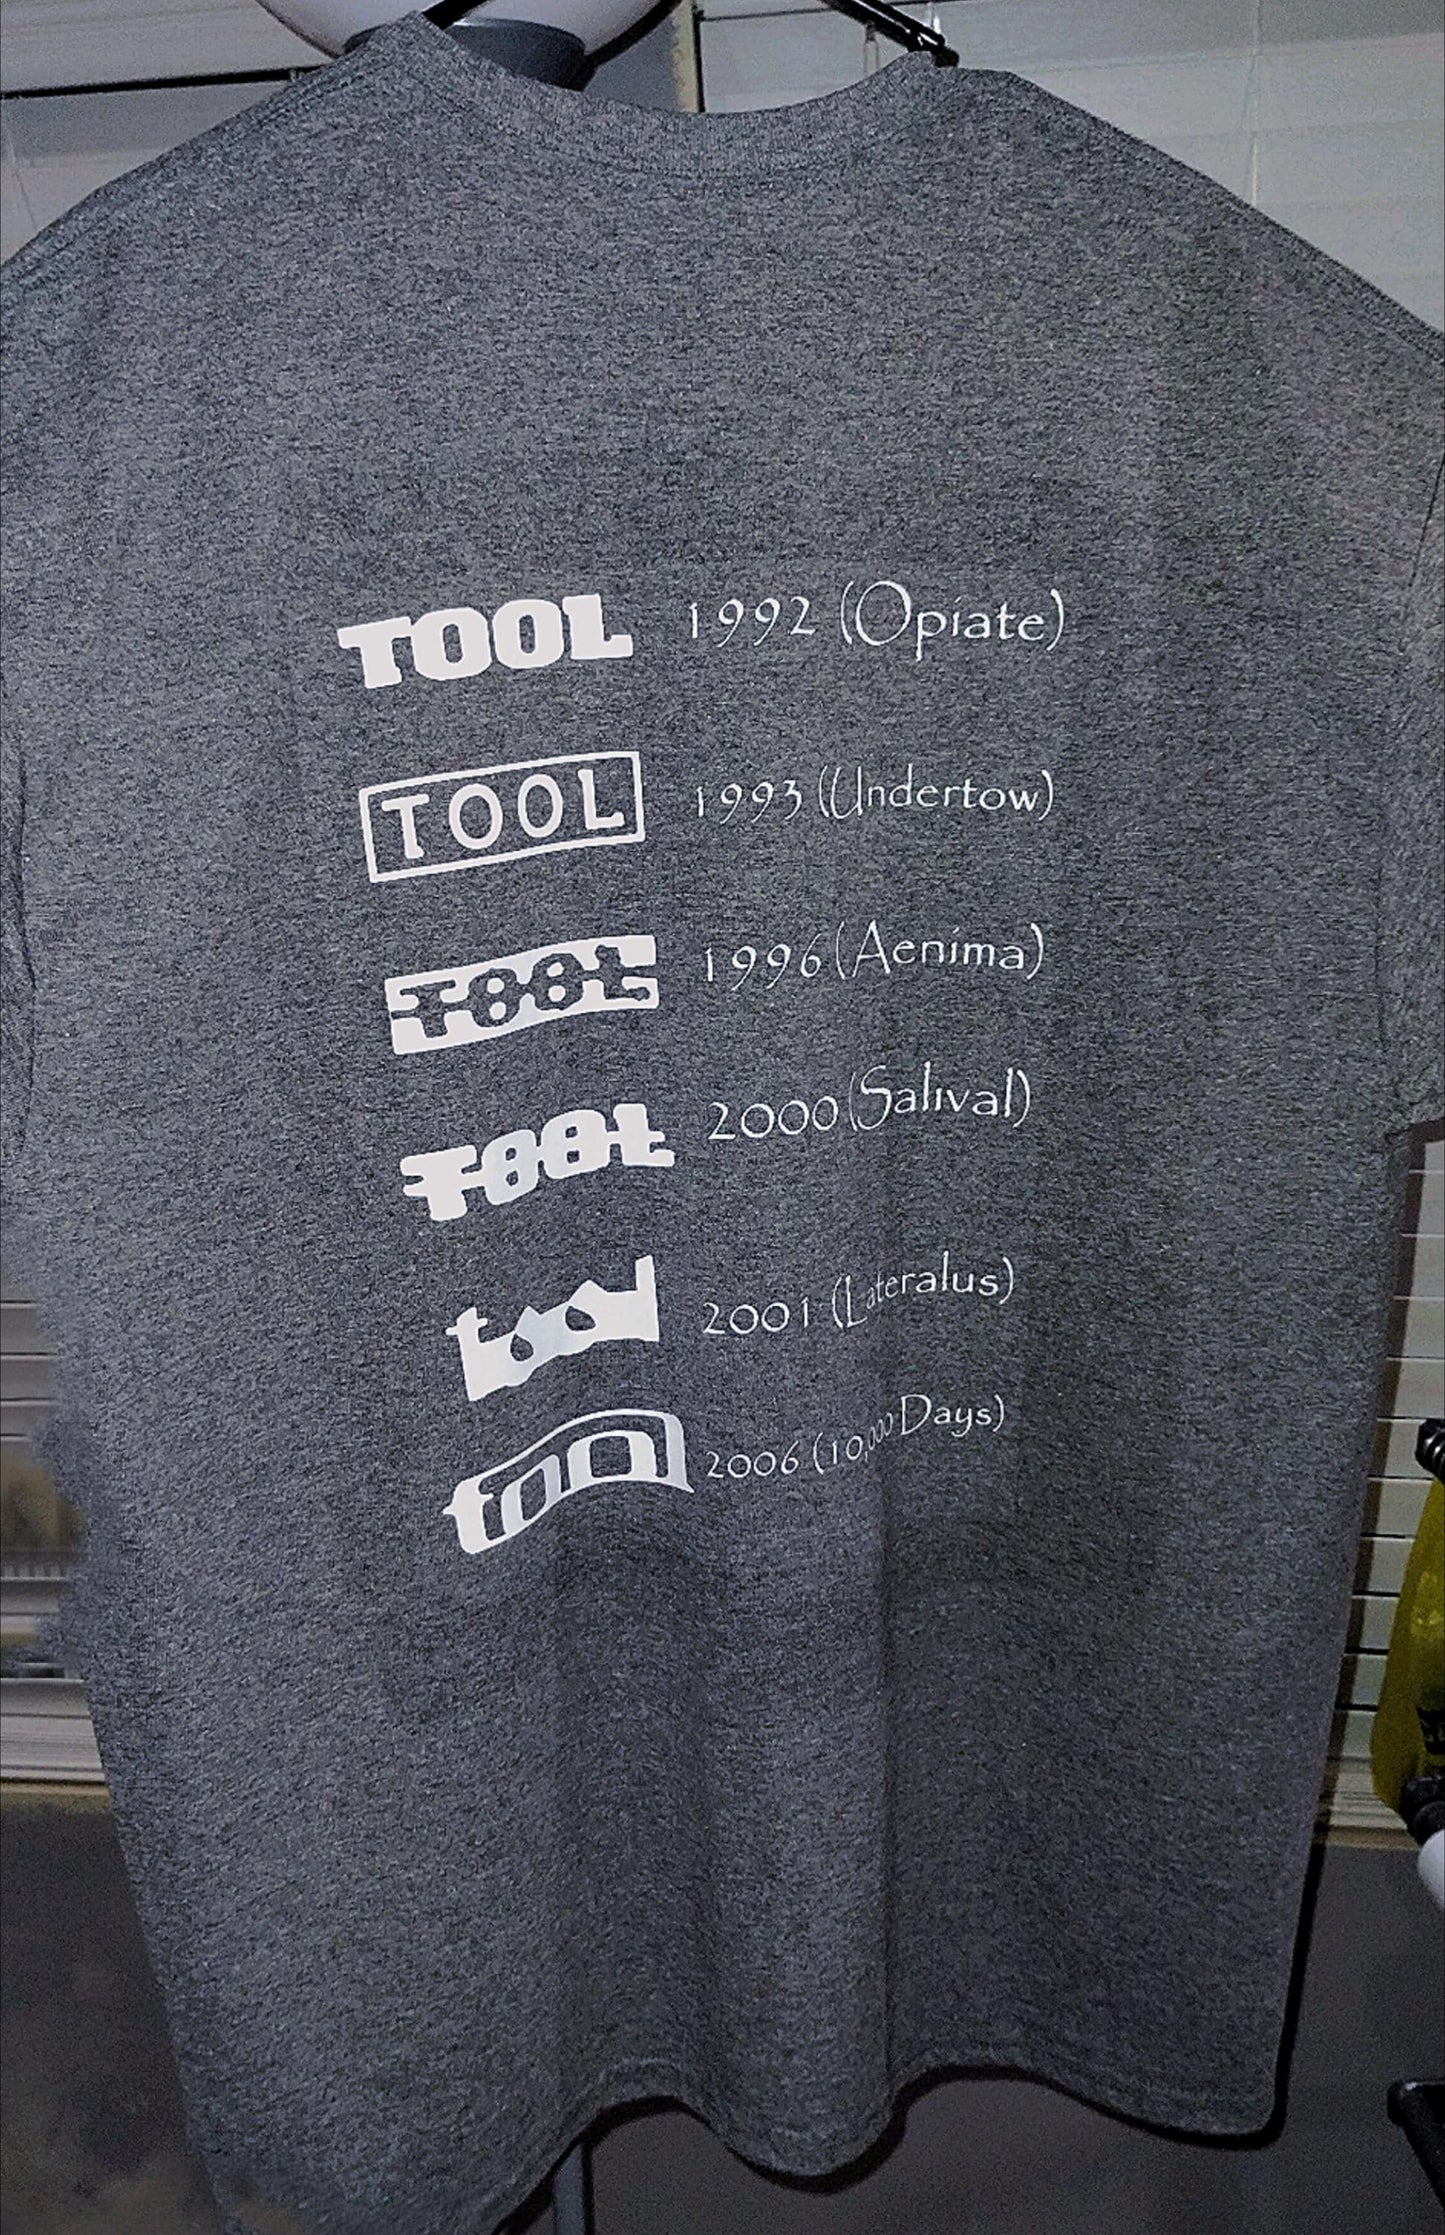 TOOL 1992 (Opiate)
TOOL 1993 (Undertow)
TOOL 1996 (Aenima)
TOOL 2000 (Salival)
tool 2001 (Lateralus)
tool 2006 (10,000 Days)